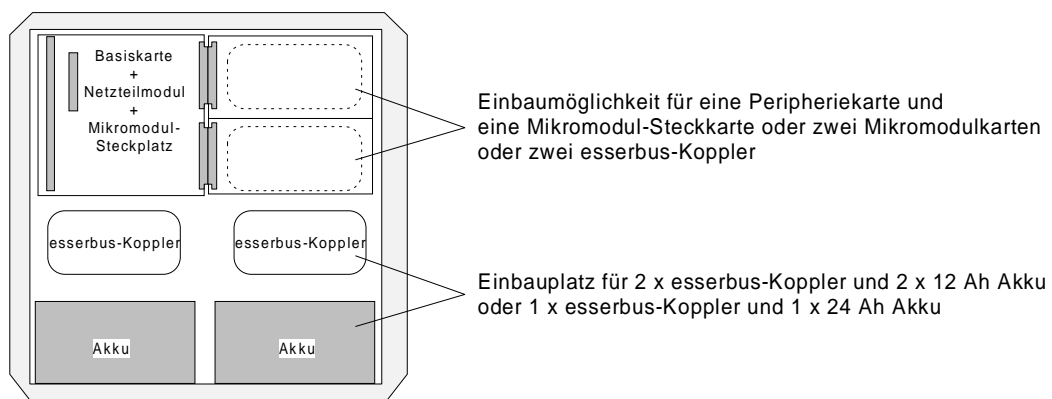 Basiskarte
+
Netzteilmodul
+
Mikromodul-
Steckplatz
Einbaumöglichkeit für eine Peripheriekarte und
eine Mikromodul-Steckkarte oder zwei Mikromodulkarten
oder zwei esserbus-Koppler
esserbus-Koppler
esserbus-Koppler
Einbauplatz für 2 x esserbus-Koppler und 2 x 12 Ah Akku
oder 1 x esserbus-Koppler und 1 x 24 Ah Akku
Akku
Akku